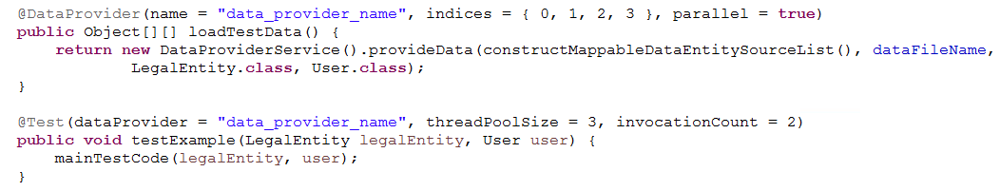 @DataProvider(name = "data_provider_name", indices = { 0, 1, 2, 3 }, parallel = true)
public Object[][] loadTestData() {
    return new DataProviderService().provideData(constructMappableDataEntitySourceList(), dataFileName,
            LegalEntity.class, User.class);
}

@Test(dataProvider = "data_provider_name", threadPoolSize = 3, invocationCount = 2)
public void testExample(LegalEntity legalEntity, User user) {
    mainTestCode(legalEntity, user);
}